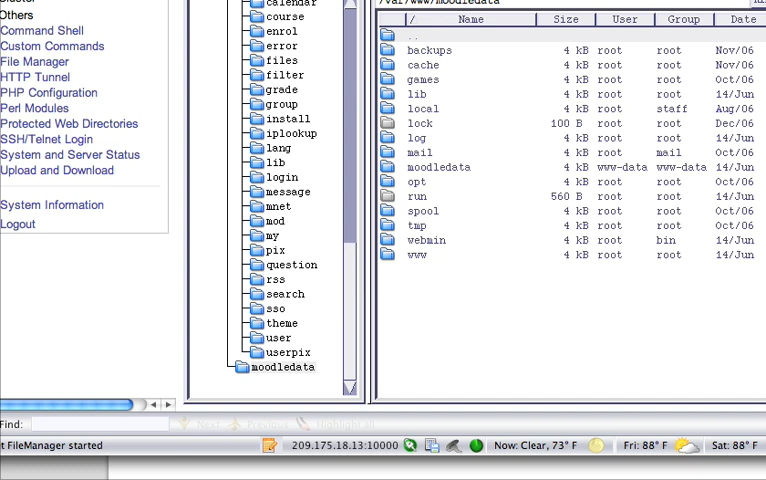 Others
Command Shell
Custom Commands
File Manager
HTTP Tunnel
PHP Configuration
Perl Modules
Protected Web Directories
SSH/Telnet Login
System and Server Status
Upload and Download
System Information
Logout
calendar
course
enrol
error
files
filter
grade
group
install
iplookup
lang
lib
login
message
mnet
mod
my
pix
question
rss
search
sso
theme
user
userpix
moodledata
/var/www/moodledata
/ Name Size User Group Date
..
backups 4 kB root root Nov/06
cache 4 kB root root Nov/06
games 4 kB root root Oct/06
lib 4 kB root root 14/Jun
local 4 kB root staff Aug/06
lock 100 B root root Dec/06
log 4 kB root root 14/Jun
mail 4 kB root mail Oct/06
moodledata 4 kB www-data www-data 14/Jun
opt 4 kB root root Oct/06
run 560 B root root 14/Jun
spool 4 kB root root Oct/06
tmp 4 kB root root Oct/06
webmin 4 kB root bin 14/Jun
www 4 kB root root 14/Jun
Find: Next Previous Highlight all
t FileManager started 209.175.18.13:10000 Now: Clear, 73° F Fri: 88° F Sat: 88° F